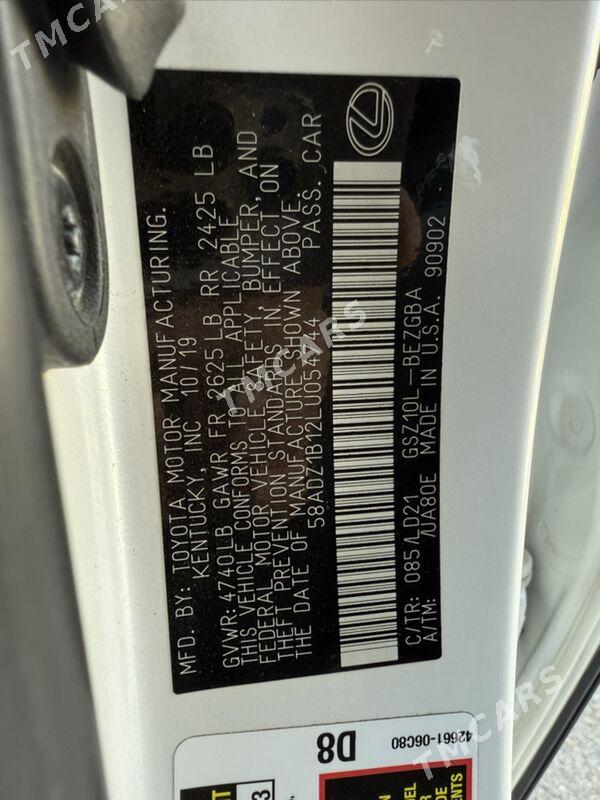 MFD. BY: TOYOTA MOTOR MANUFACTURING.
KENTUCKY, INC 10/19
GVWR: 4740LB GAWR FR 2625 LB RR 2425 LB
THIS VEHICLE CONFORMS TO ALL APPLICABLE
FEDERAL MOTOR VEHICLE SAFETY, BUMPER, AND
THEFT PREVENTION STANDARDS IN EFFECT ON
THE DATE OF MANUFACTURE SHOWN ABOVE.
PASS. CAR
C/TR: 085/LD21 GSZ10L-BEZGBA
A/TM: /UA80E MADE IN U.S.A. 90902
D8
42661-06C80
TMCARS
TMCARS
TMCARS
TMCARS
TMCARS
TMCARS